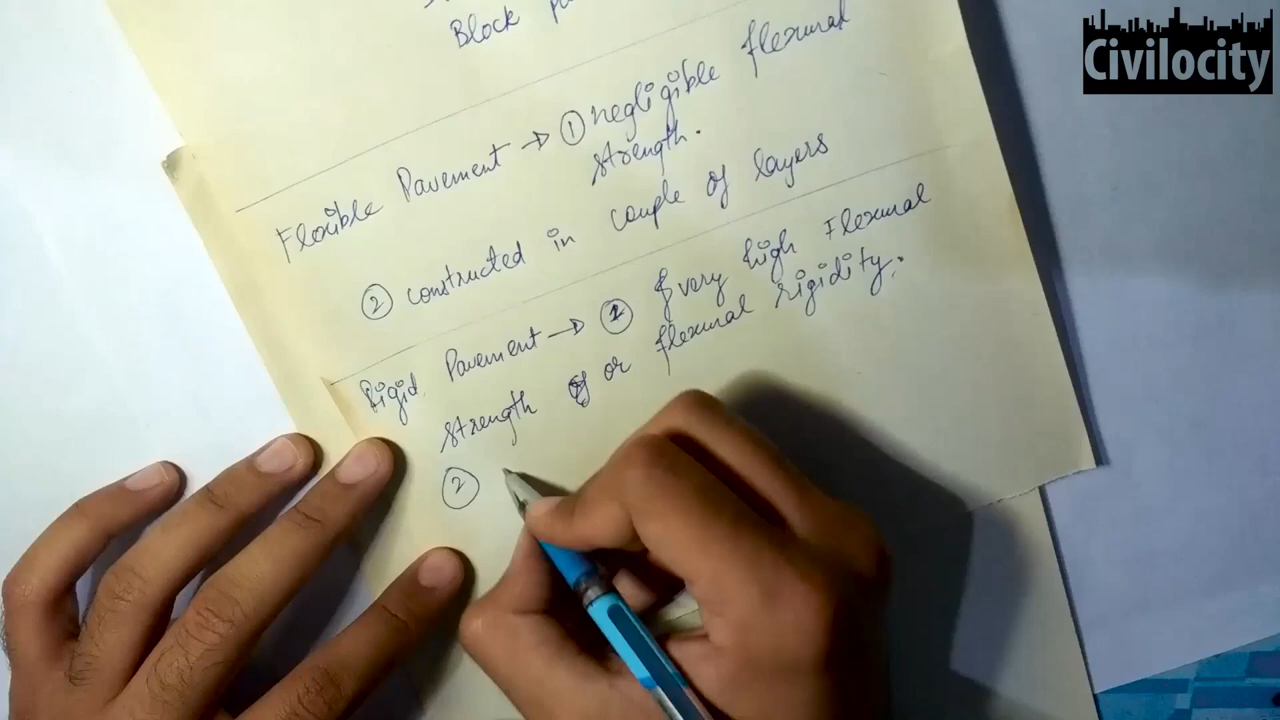 Civilocity
Block
Flexible Pavement → ① negligible flexural
strength.
② constructed in couple of layers
Rigid Pavement → ① very high Flexural
strength or flexural rigidity.
②